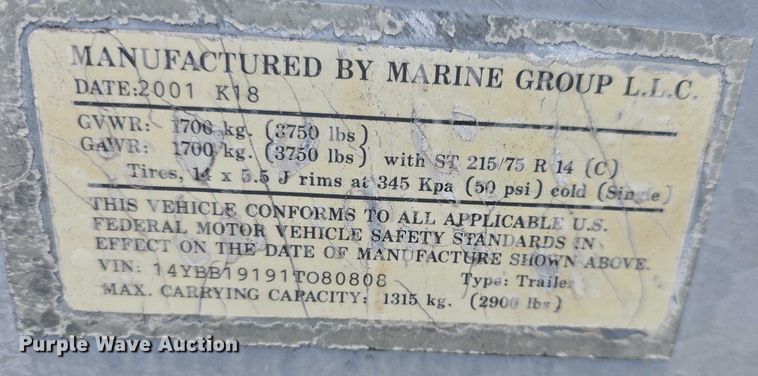 MANUFACTURED BY MARINE GROUP L.L.C.
DATE:2001 K18
GVWR: 1700 kg. (3750 lbs)
GAWR: 1700 kg. (3750 lbs) with ST 215/75 R 14 (C)
Tires, 14 x 5.5 J rims at 345 Kpa (50 psi) cold (Single)
THIS VEHICLE CONFORMS TO ALL APPLICABLE U.S.
FEDERAL MOTOR VEHICLE SAFETY STANDARDS IN
EFFECT ON THE DATE OF MANUFACTURE SHOWN ABOVE.
VIN: 14YBB19191TO80808 Type: Trailer
MAX. CARRYING CAPACITY: 1315 kg. (2900 lbs)
Purple Wave Auction